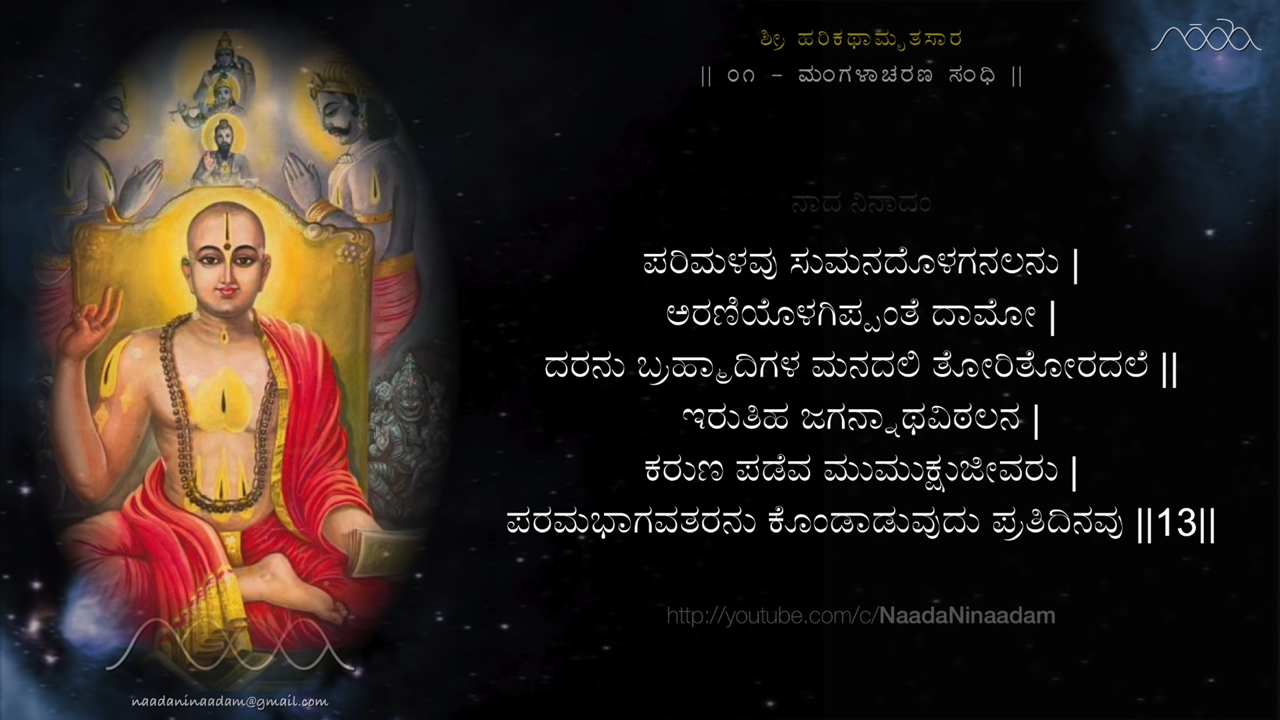 ಶ್ರೀ ಹರಿಕಥಾಮೃತಸಾರ
|| ೦೧ - ಮಂಗಳಾಚರಣ ಸಂಧಿ ||
ನಾದ
ನಾದ ನಿನಾದಂ
ಪರಿಮಳವು ಸುಮನದೊಳಗನಲನು |
ಅರಣಿಯೊಳಗಿಪ್ಪಂತೆ ದಾಮೋ |
ದರನು ಬ್ರಹ್ಮಾದಿಗಳ ಮನದಲಿ ತೋರಿತೋರದಲೆ ||
ಇರುತಿಹ ಜಗನ್ನಾಥವಿಠಲನ |
ಕರುಣ ಪಡೆವ ಮುಮುಕ್ಷುಜೀವರು |
ಪರಮಭಾಗವತರನು ಕೊಂಡಾಡುವುದು ಪ್ರತಿದಿನವು ||13||
http://youtube.com/c/NaadaNinaadam
naadaninaadam@gmail.com